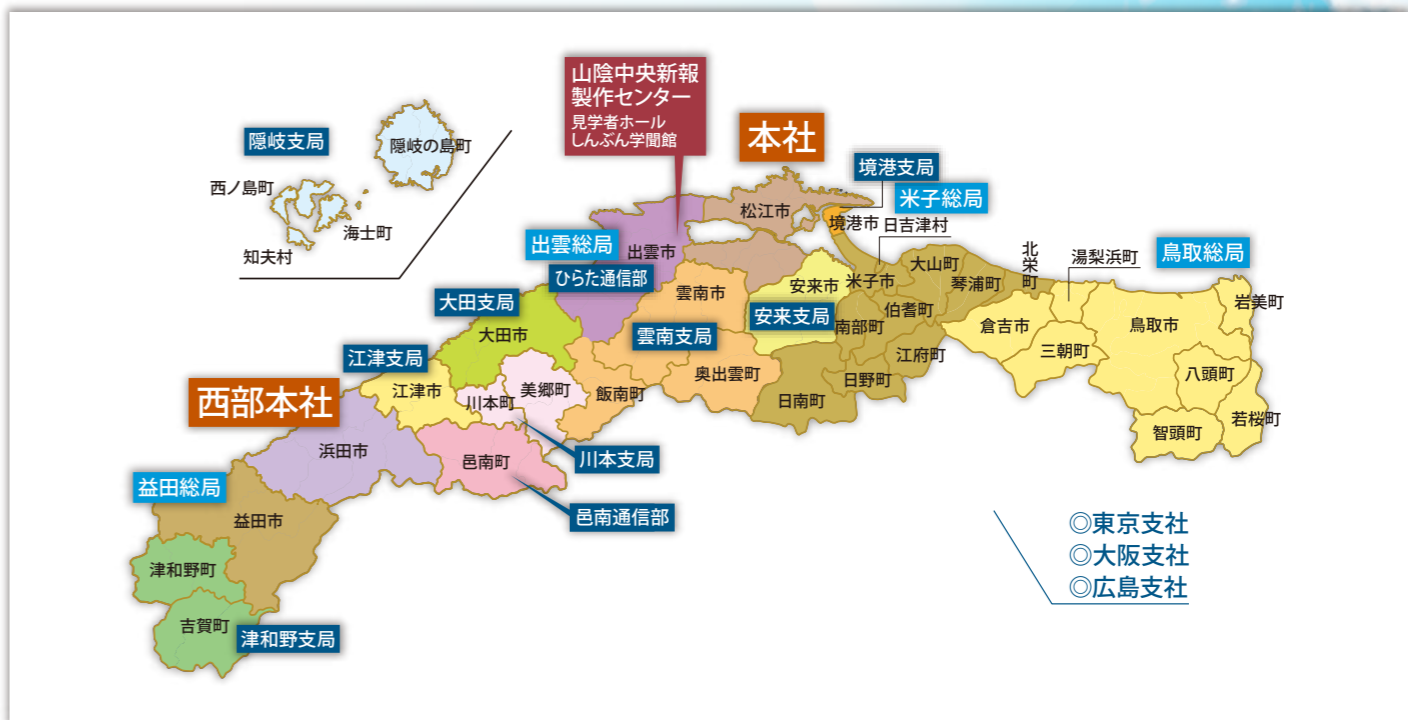 山陰中央新報
製作センター
見学者ホール
しんぶん学聞館
本社
隠岐支局
隠岐の島町
西ノ島町
海士町
知夫村
境港支局
米子総局
松江市
境港市
日吉津村
出雲総局
出雲市
ひらた通信部
北栄町
湯梨浜町
鳥取総局
大山町
琴浦町
米子市
安来市
雲南市
大田支局
大田市
雲南支局
安来支局
伯耆町
南部町
江府町
倉吉市
三朝町
鳥取市
岩美町
江津支局
江津市
美郷町
川本町
飯南町
奥出雲町
日野町
日南町
八頭町
若桜町
智頭町
西部本社
浜田市
邑南町
川本支局
邑南通信部
益田総局
益田市
津和野町
吉賀町
津和野支局
◎東京支社
◎大阪支社
◎広島支社